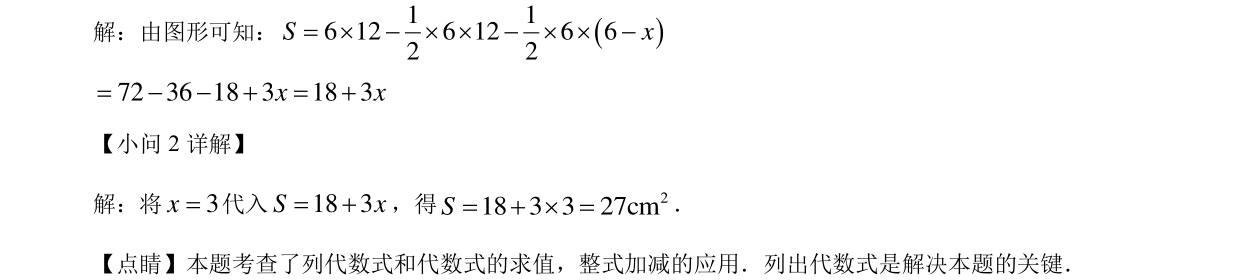 解：由图形可知：S = 6×12 − \frac{1}{2}×6×12 − \frac{1}{2}×6×(6 − x)
= 72 − 36 − 18 + 3x = 18 + 3x
【小问 2 详解】
解：将 x = 3 代入 S = 18 + 3x，得 S = 18 + 3×3 = 27cm²．
【点睛】本题考查了列代数式和代数式的求值，整式加减的应用．列出代数式是解决本题的关键．